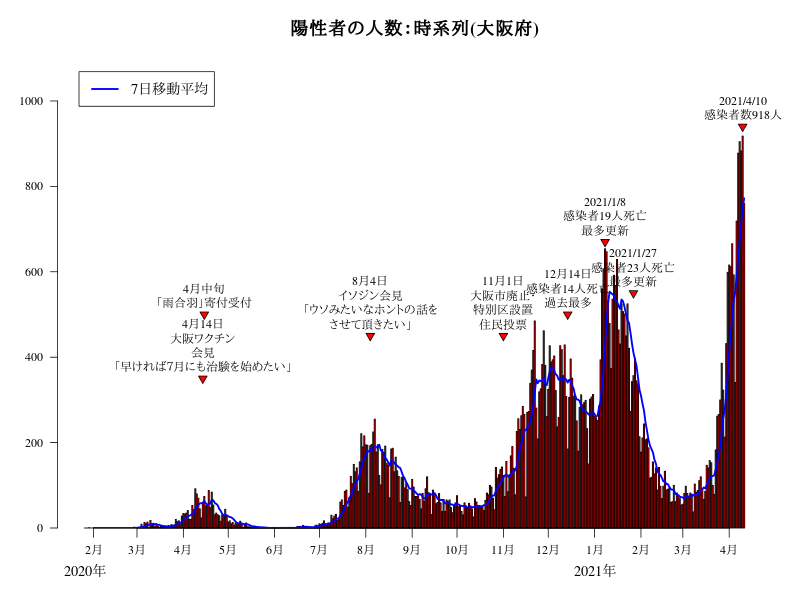 陽性者の人数：時系列(大阪府)
7日移動平均
1000
800
600
400
200
0
2021/4/10
感染者数918人
2021/1/8
感染者19人死亡
最多更新
2021/1/27
感染者23人死亡
最多更新
12月14日
感染者14人死亡
過去最多
11月1日
大阪市廃止・
特別区設置
住民投票
8月4日
イソジン会見
「ウソみたいなホントの話を
させて頂きたい」
4月中旬
「雨合羽」寄付受付
4月14日
大阪ワクチン
会見
「早ければ7月にも治験を始めたい」
2月 3月 4月 5月 6月 7月 8月 9月 10月 11月 12月 1月 2月 3月 4月
2020年 2021年